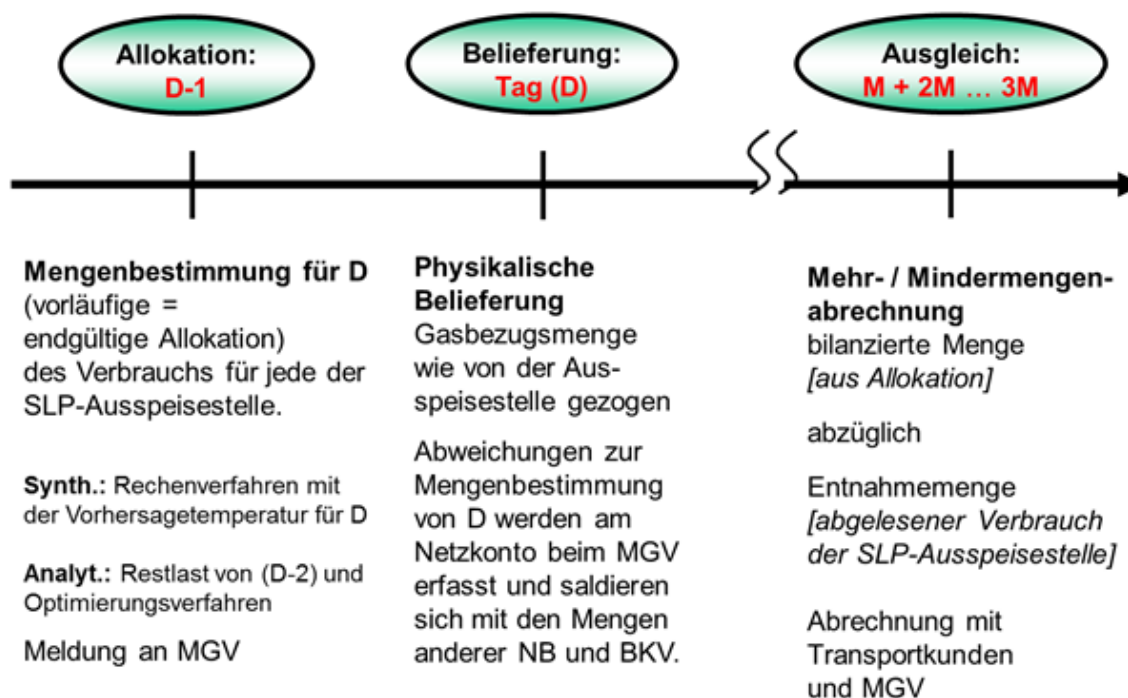 Allokation:
D-1
Belieferung:
Tag (D)
Ausgleich:
M + 2M … 3M
Mengenbestimmung für D
(vorläufige =
endgültige Allokation)
des Verbrauchs für jede der
SLP-Ausspeisestelle.
Synth.: Rechenverfahren mit
der Vorhersagetemperatur für D
Analyt.: Restlast von (D-2) und
Optimierungsverfahren
Meldung an MGV
Physikalische
Belieferung
Gasbezugsmenge
wie von der Aus-
speisestelle gezogen
Abweichungen zur
Mengenbestimmung
von D werden am
Netzkonto beim MGV
erfasst und saldieren
sich mit den Mengen
anderer NB und BKV.
Mehr- / Mindermengen-
abrechnung
bilanzierte Menge
[aus Allokation]
abzüglich
Entnahmemenge
[abgelesener Verbrauch
der SLP-Ausspeisestelle]
Abrechnung mit
Transportkunden
und MGV